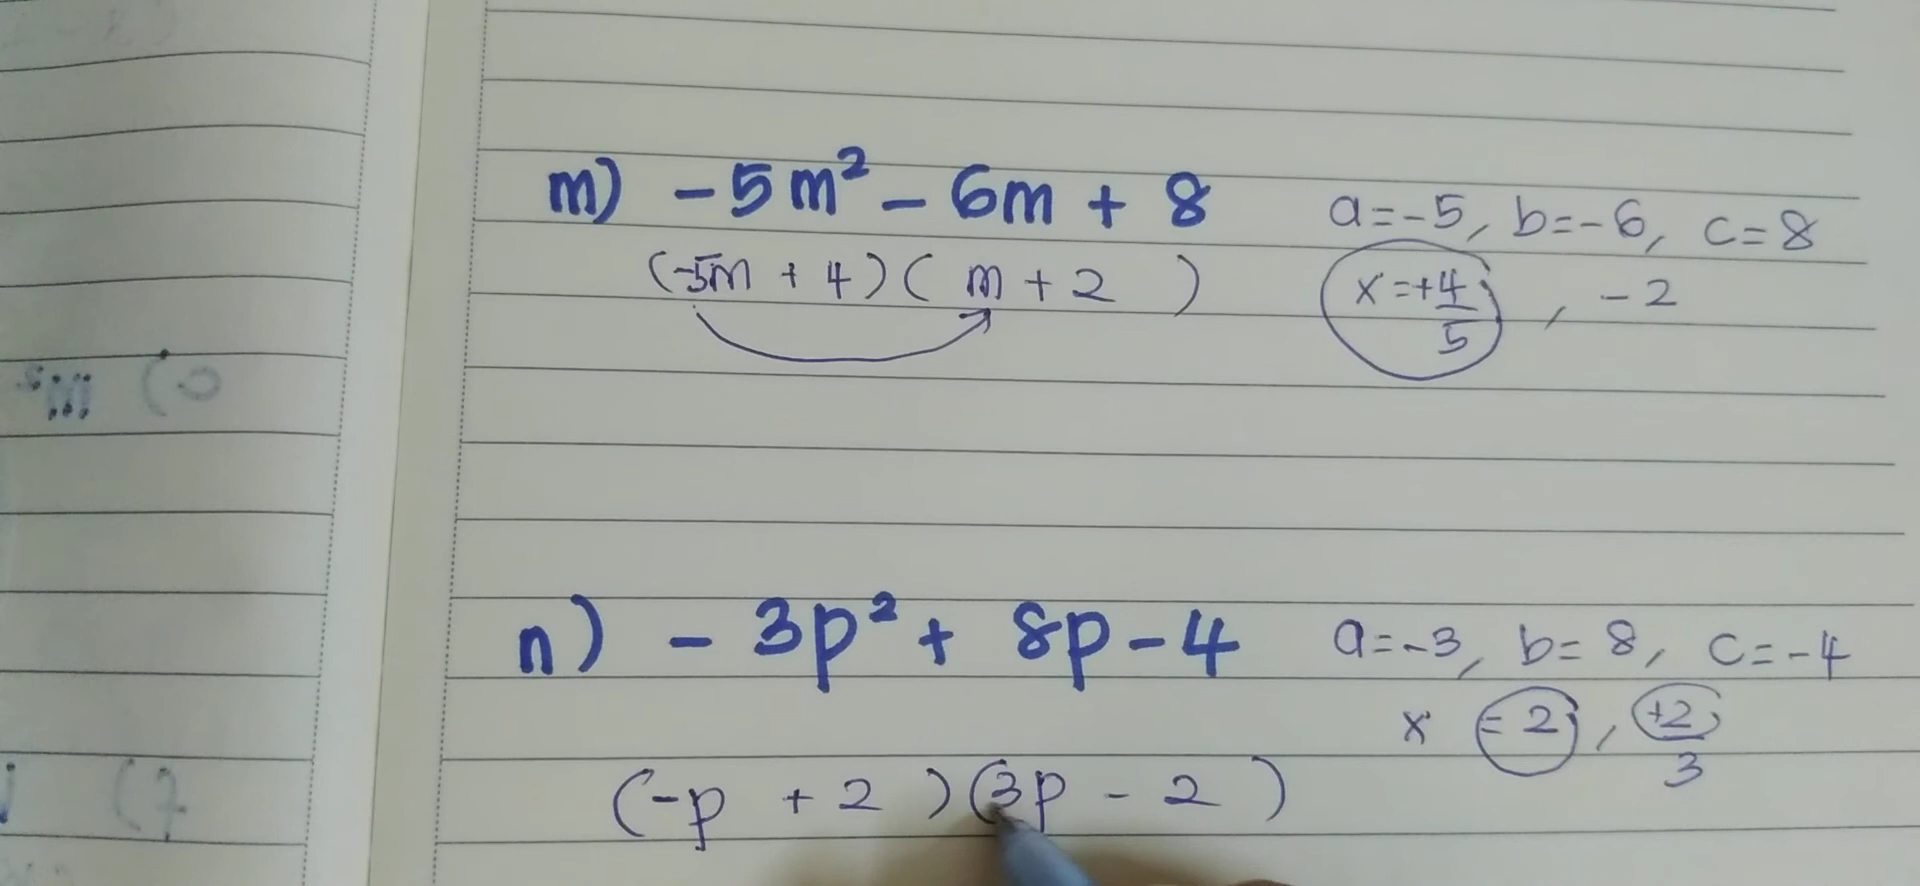 m) -5m² - 6m + 8 a=-5, b=-6, c=8
(-5m + 4)(m + 2) x=+4/5, -2
n) -3p² + 8p - 4 a=-3, b=8, c=-4
x = 2, +2/3
(-p + 2)(3p - 2)